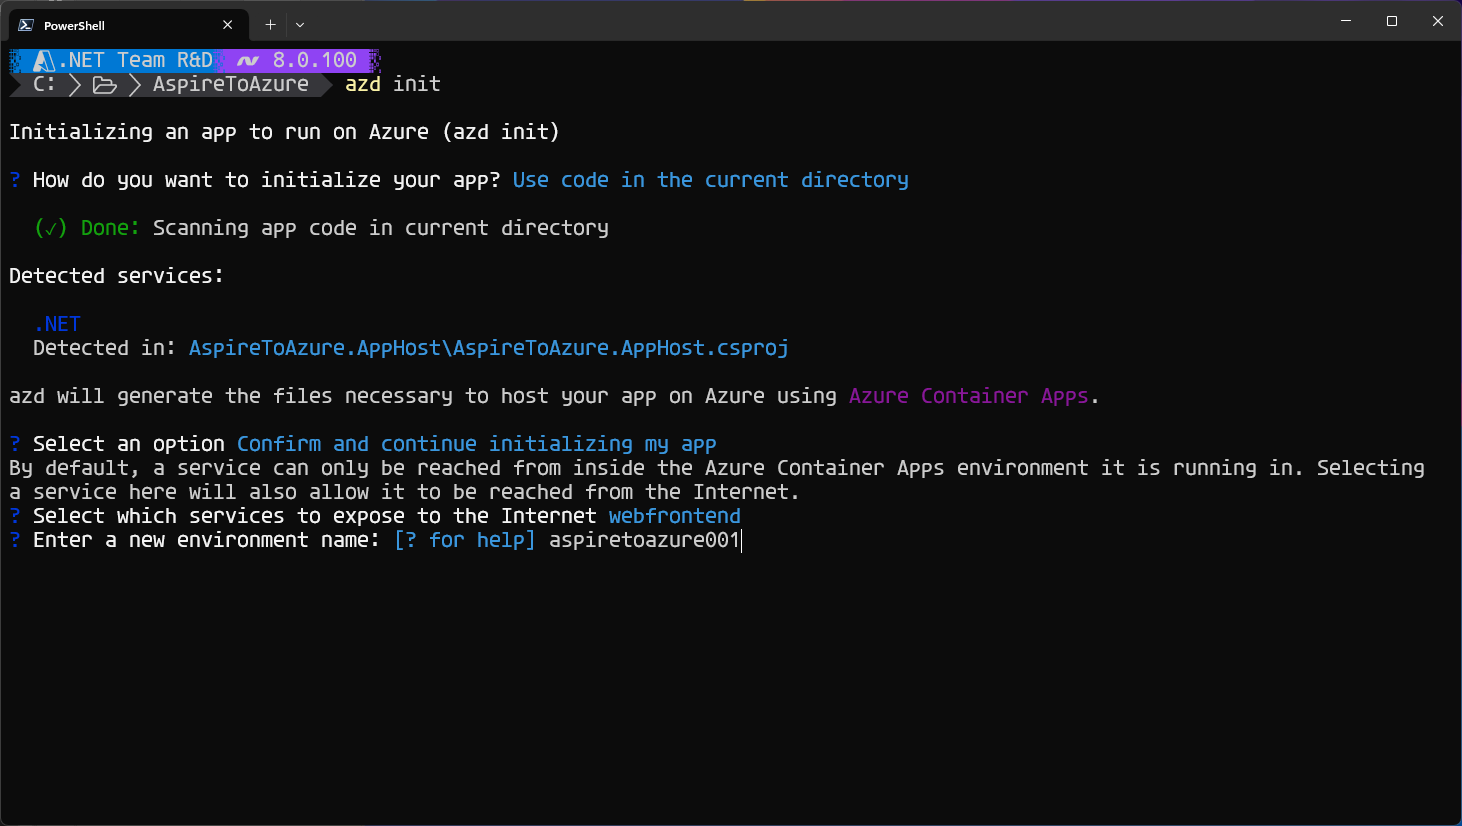 PowerShell
.NET Team R&D 8.0.100
C: AspireToAzure azd init
Initializing an app to run on Azure (azd init)
? How do you want to initialize your app? Use code in the current directory
(✓) Done: Scanning app code in current directory
Detected services:
.NET
Detected in: AspireToAzure.AppHost\AspireToAzure.AppHost.csproj
azd will generate the files necessary to host your app on Azure using Azure Container Apps.
? Select an option Confirm and continue initializing my app
By default, a service can only be reached from inside the Azure Container Apps environment it is running in. Selecting
a service here will also allow it to be reached from the Internet.
? Select which services to expose to the Internet webfrontend
? Enter a new environment name: [? for help] aspiretoazure001